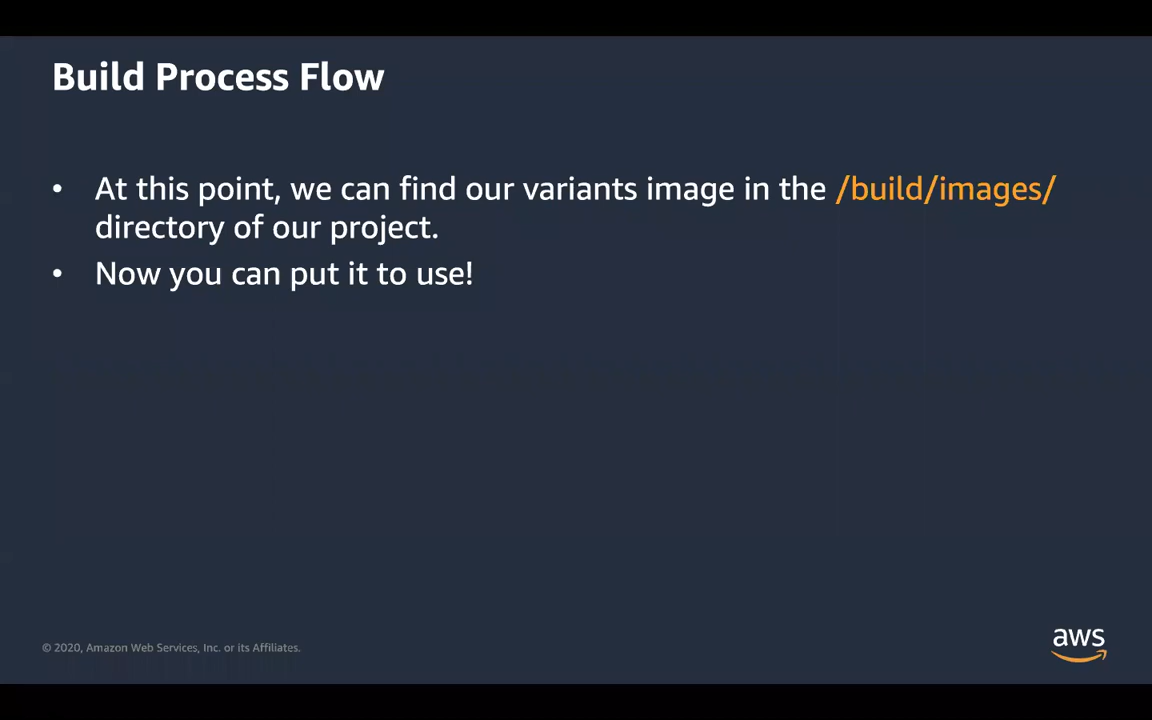 Build Process Flow
• At this point, we can find our variants image in the /build/images/
directory of our project.
• Now you can put it to use!
© 2020, Amazon Web Services, Inc. or its Affiliates.
aws